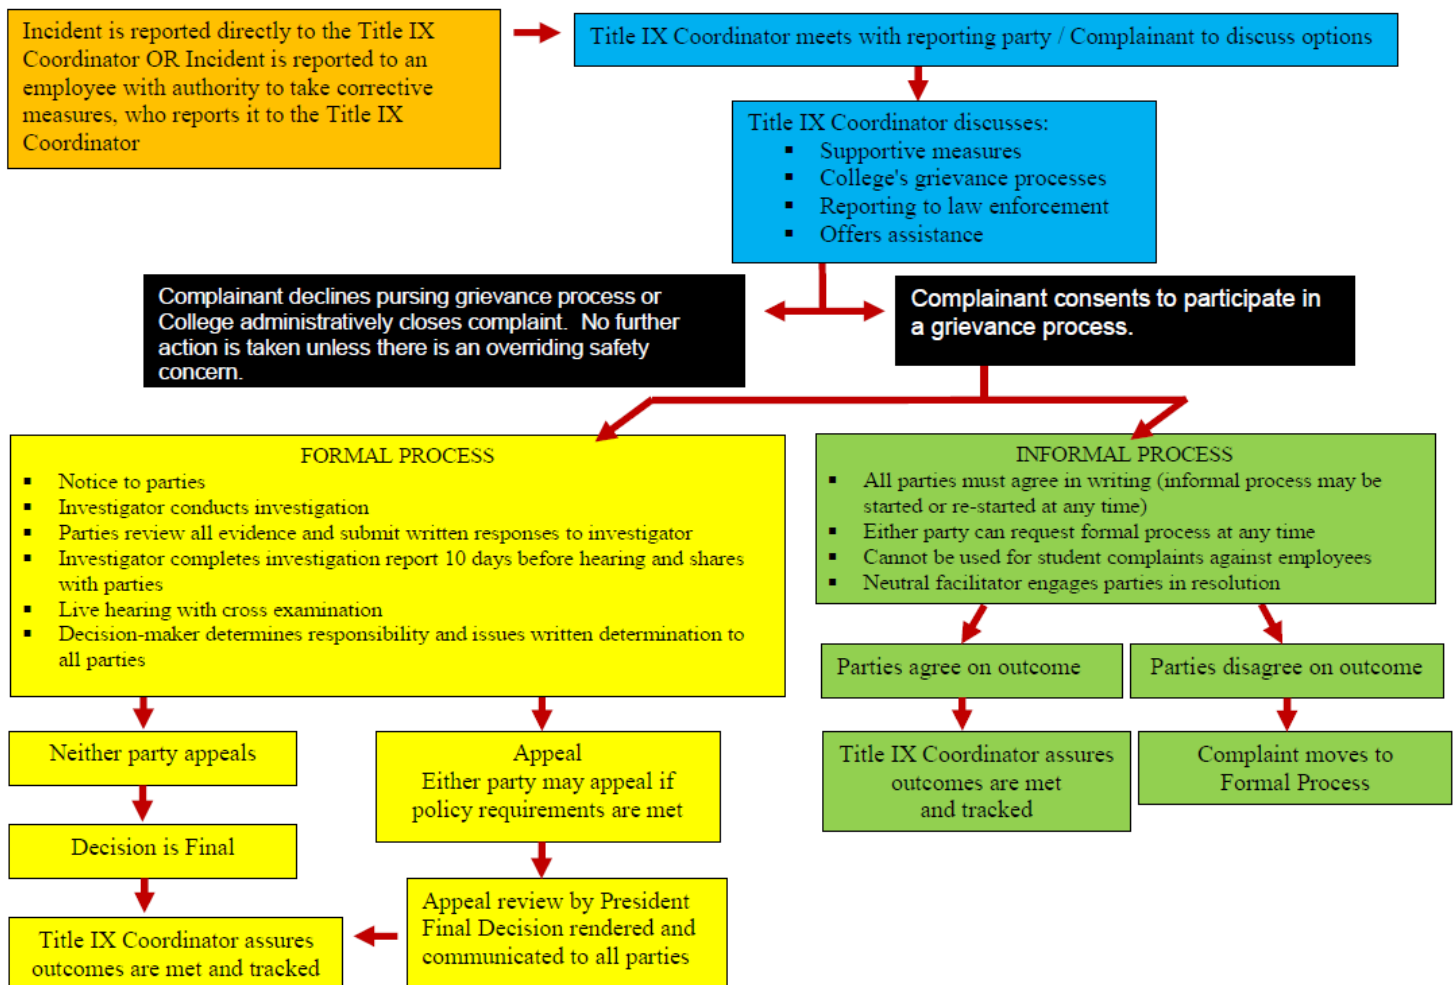 Incident is reported directly to the Title IX
Coordinator OR Incident is reported to an
employee with authority to take corrective
measures, who reports it to the Title IX
Coordinator
Title IX Coordinator meets with reporting party / Complainant to discuss options
Title IX Coordinator discusses:
▪ Supportive measures
▪ College's grievance processes
▪ Reporting to law enforcement
▪ Offers assistance
Complainant declines pursing grievance process or
College administratively closes complaint. No further
action is taken unless there is an overriding safety
concern.
Complainant consents to participate in
a grievance process.
FORMAL PROCESS
▪ Notice to parties
▪ Investigator conducts investigation
▪ Parties review all evidence and submit written responses to investigator
▪ Investigator completes investigation report 10 days before hearing and shares
with parties
▪ Live hearing with cross examination
▪ Decision-maker determines responsibility and issues written determination to
all parties
INFORMAL PROCESS
▪ All parties must agree in writing (informal process may be
started or re-started at any time)
▪ Either party can request formal process at any time
▪ Cannot be used for student complaints against employees
▪ Neutral facilitator engages parties in resolution
Parties agree on outcome
Parties disagree on outcome
Title IX Coordinator assures
outcomes are met
and tracked
Complaint moves to
Formal Process
Neither party appeals
Decision is Final
Appeal
Either party may appeal if
policy requirements are met
Appeal review by President
Final Decision rendered and
communicated to all parties
Title IX Coordinator assures
outcomes are met and tracked